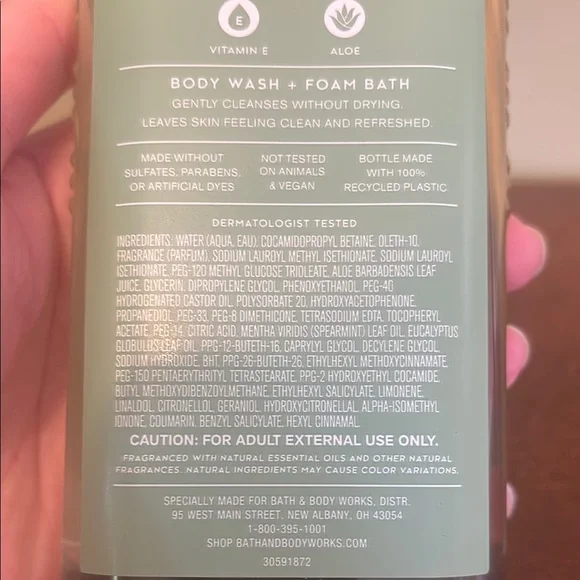 E
VITAMIN E
ALOE
BODY WASH + FOAM BATH
GENTLY CLEANSES WITHOUT DRYING.
LEAVES SKIN FEELING CLEAN AND REFRESHED.
MADE WITHOUT
SULFATES, PARABENS,
OR ARTIFICIAL DYES
NOT TESTED
ON ANIMALS
& VEGAN
BOTTLE MADE
WITH 100%
RECYCLED PLASTIC
DERMATOLOGIST TESTED
INGREDIENTS: WATER (AQUA, EAU), COCAMIDOPROPYL BETAINE, OLETH-10,
FRAGRANCE (PARFUM), SODIUM LAUROYL METHYL ISETHIONATE, SODIUM LAUROYL
ISETHIONATE, PEG-120 METHYL GLUCOSE TRIOLEATE, ALOE BARBADENSIS LEAF
JUICE, GLYCERIN, DIPROPYLENE GLYCOL, PHENOXYETHANOL, PEG-40
HYDROGENATED CASTOR OIL, POLYSORBATE 20, HYDROXYACETOPHENONE,
PROPANEDIOL, PEG-33, PEG-8 DIMETHICONE, TETRASODIUM EDTA, TOCOPHERYL
ACETATE, PEG-14, CITRIC ACID, MENTHA VIRIDIS (SPEARMINT) LEAF OIL, EUCALYPTUS
GLOBULUS LEAF OIL, PPG-12-BUTETH-16, CAPRYLYL GLYCOL, DECYLENE GLYCOL,
SODIUM HYDROXIDE, BHT, PPG-26-BUTETH-26, ETHYLHEXYL METHOXYCINNAMATE,
PEG-150 PENTAERYTHRITYL TETRASTEARATE, PPG-2 HYDROXYETHYL COCAMIDE,
BUTYL METHOXYDIBENZOYLMETHANE, ETHYLHEXYL SALICYLATE, LIMONENE,
LINALOOL, CITRONELLOL, GERANIOL, HYDROXYCITRONELLAL, ALPHA-ISOMETHYL
IONONE, COUMARIN, BENZYL SALICYLATE, HEXYL CINNAMAL.
CAUTION: FOR ADULT EXTERNAL USE ONLY.
FRAGRANCED WITH NATURAL ESSENTIAL OILS AND OTHER NATURAL
FRAGRANCES. NATURAL INGREDIENTS MAY CAUSE COLOR VARIATIONS.
SPECIALLY MADE FOR BATH & BODY WORKS, DISTR.
95 WEST MAIN STREET, NEW ALBANY, OH 43054
1-800-395-1001
SHOP BATHANDBODYWORKS.COM
30591872